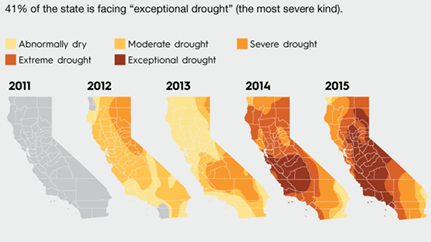 41% of the state is facing “exceptional drought” (the most severe kind).
Abnormally dry Moderate drought Severe drought
Extreme drought Exceptional drought
2011 2012 2013 2014 2015